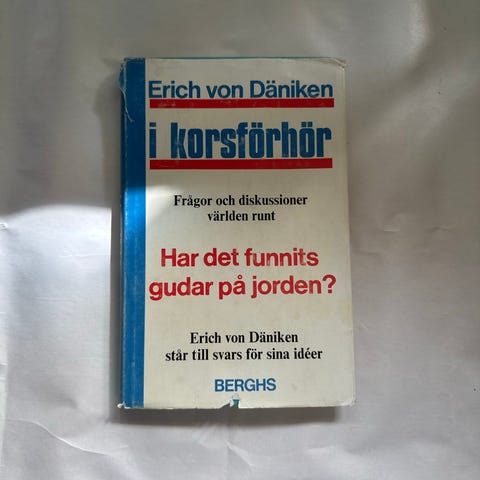 Erich von Däniken
i korsförhör
Frågor och diskussioner
världen runt
Har det funnits
gudar på jorden?
Erich von Däniken
står till svars för sina idéer
BERGHS